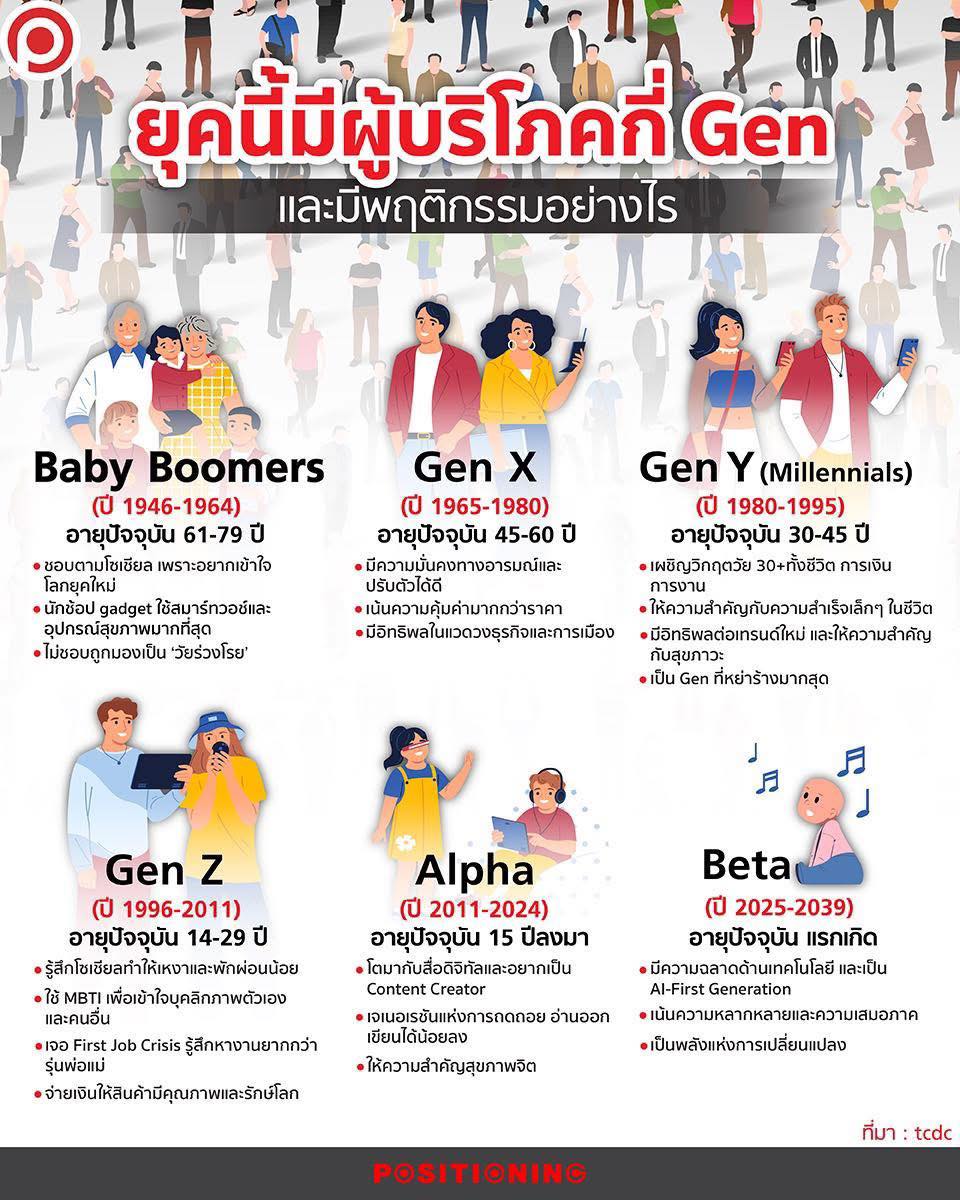 ยุคนี้มีผู้บริโภคกี่ Gen
และมีพฤติกรรมอย่างไร
Baby Boomers
(ปี 1946-1964)
อายุปัจจุบัน 61-79 ปี
• ชอบตามโซเชียล เพราะอยากเข้าใจ
โลกยุคใหม่
• นักช้อป gadget ใช้สมาร์ทวอช์และ
อุปกรณ์สุขภาพมากที่สุด
• ไม่ชอบถูกมองเป็น ‘วัยร่วงโรย’
Gen X
(ปี 1965-1980)
อายุปัจจุบัน 45-60 ปี
• มีความมั่นคงทางอารมณ์และ
ปรับตัวได้ดี
• เน้นความคุ้มค่ามากกว่าราคา
• มีอิทธิพลในแวดวงธุรกิจและการเมือง
Gen Y (Millennials)
(ปี 1980-1995)
อายุปัจจุบัน 30-45 ปี
• เผชิญวิกฤตวัย 30+ทั้งชีวิต การเงิน
การงาน
• ให้ความสำคัญกับความสำเร็จเล็กๆ ในชีวิต
• มีอิทธิพลต่อเทรนด์ใหม่ และให้ความสำคัญ
กับสุขภาวะ
• เป็น Gen ที่หย่าร้างมากสุด
Gen Z
(ปี 1996-2011)
อายุปัจจุบัน 14-29 ปี
• รู้สึกโซเชียลทำให้เหงาและพักผ่อนน้อย
• ใช้ MBTI เพื่อเข้าใจบุคลิกภาพตัวเอง
และคนอื่น
• เจอ First Job Crisis รู้สึกหางานยากกว่า
รุ่นพ่อแม่
• จ่ายเงินให้สินค้ามีคุณภาพและรักษ์โลก
Alpha
(ปี 2011-2024)
อายุปัจจุบัน 15 ปีลงมา
• โตมากับสื่อดิจิทัลและอยากเป็น
Content Creator
• เจเนอเรชันแห่งการถดถอย อ่านออก
เขียนได้น้อยลง
• ให้ความสำคัญสุขภาพจิต
Beta
(ปี 2025-2039)
อายุปัจจุบัน แรกเกิด
• มีความฉลาดด้านเทคโนโลยี และเป็น
AI-First Generation
• เน้นความหลากหลายและความเสมอภาค
• เป็นพลังแห่งการเปลี่ยนแปลง
ที่มา : tcdc
POSITIONING